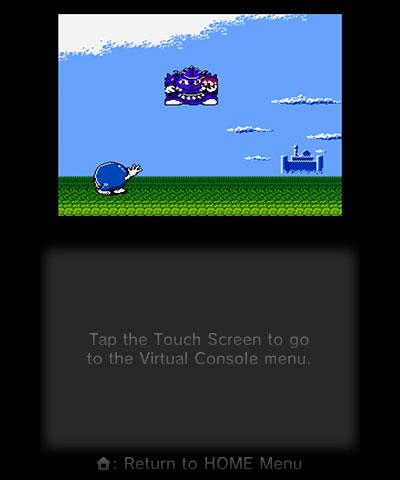 Tap the Touch Screen to go
to the Virtual Console menu.
: Return to HOME Menu